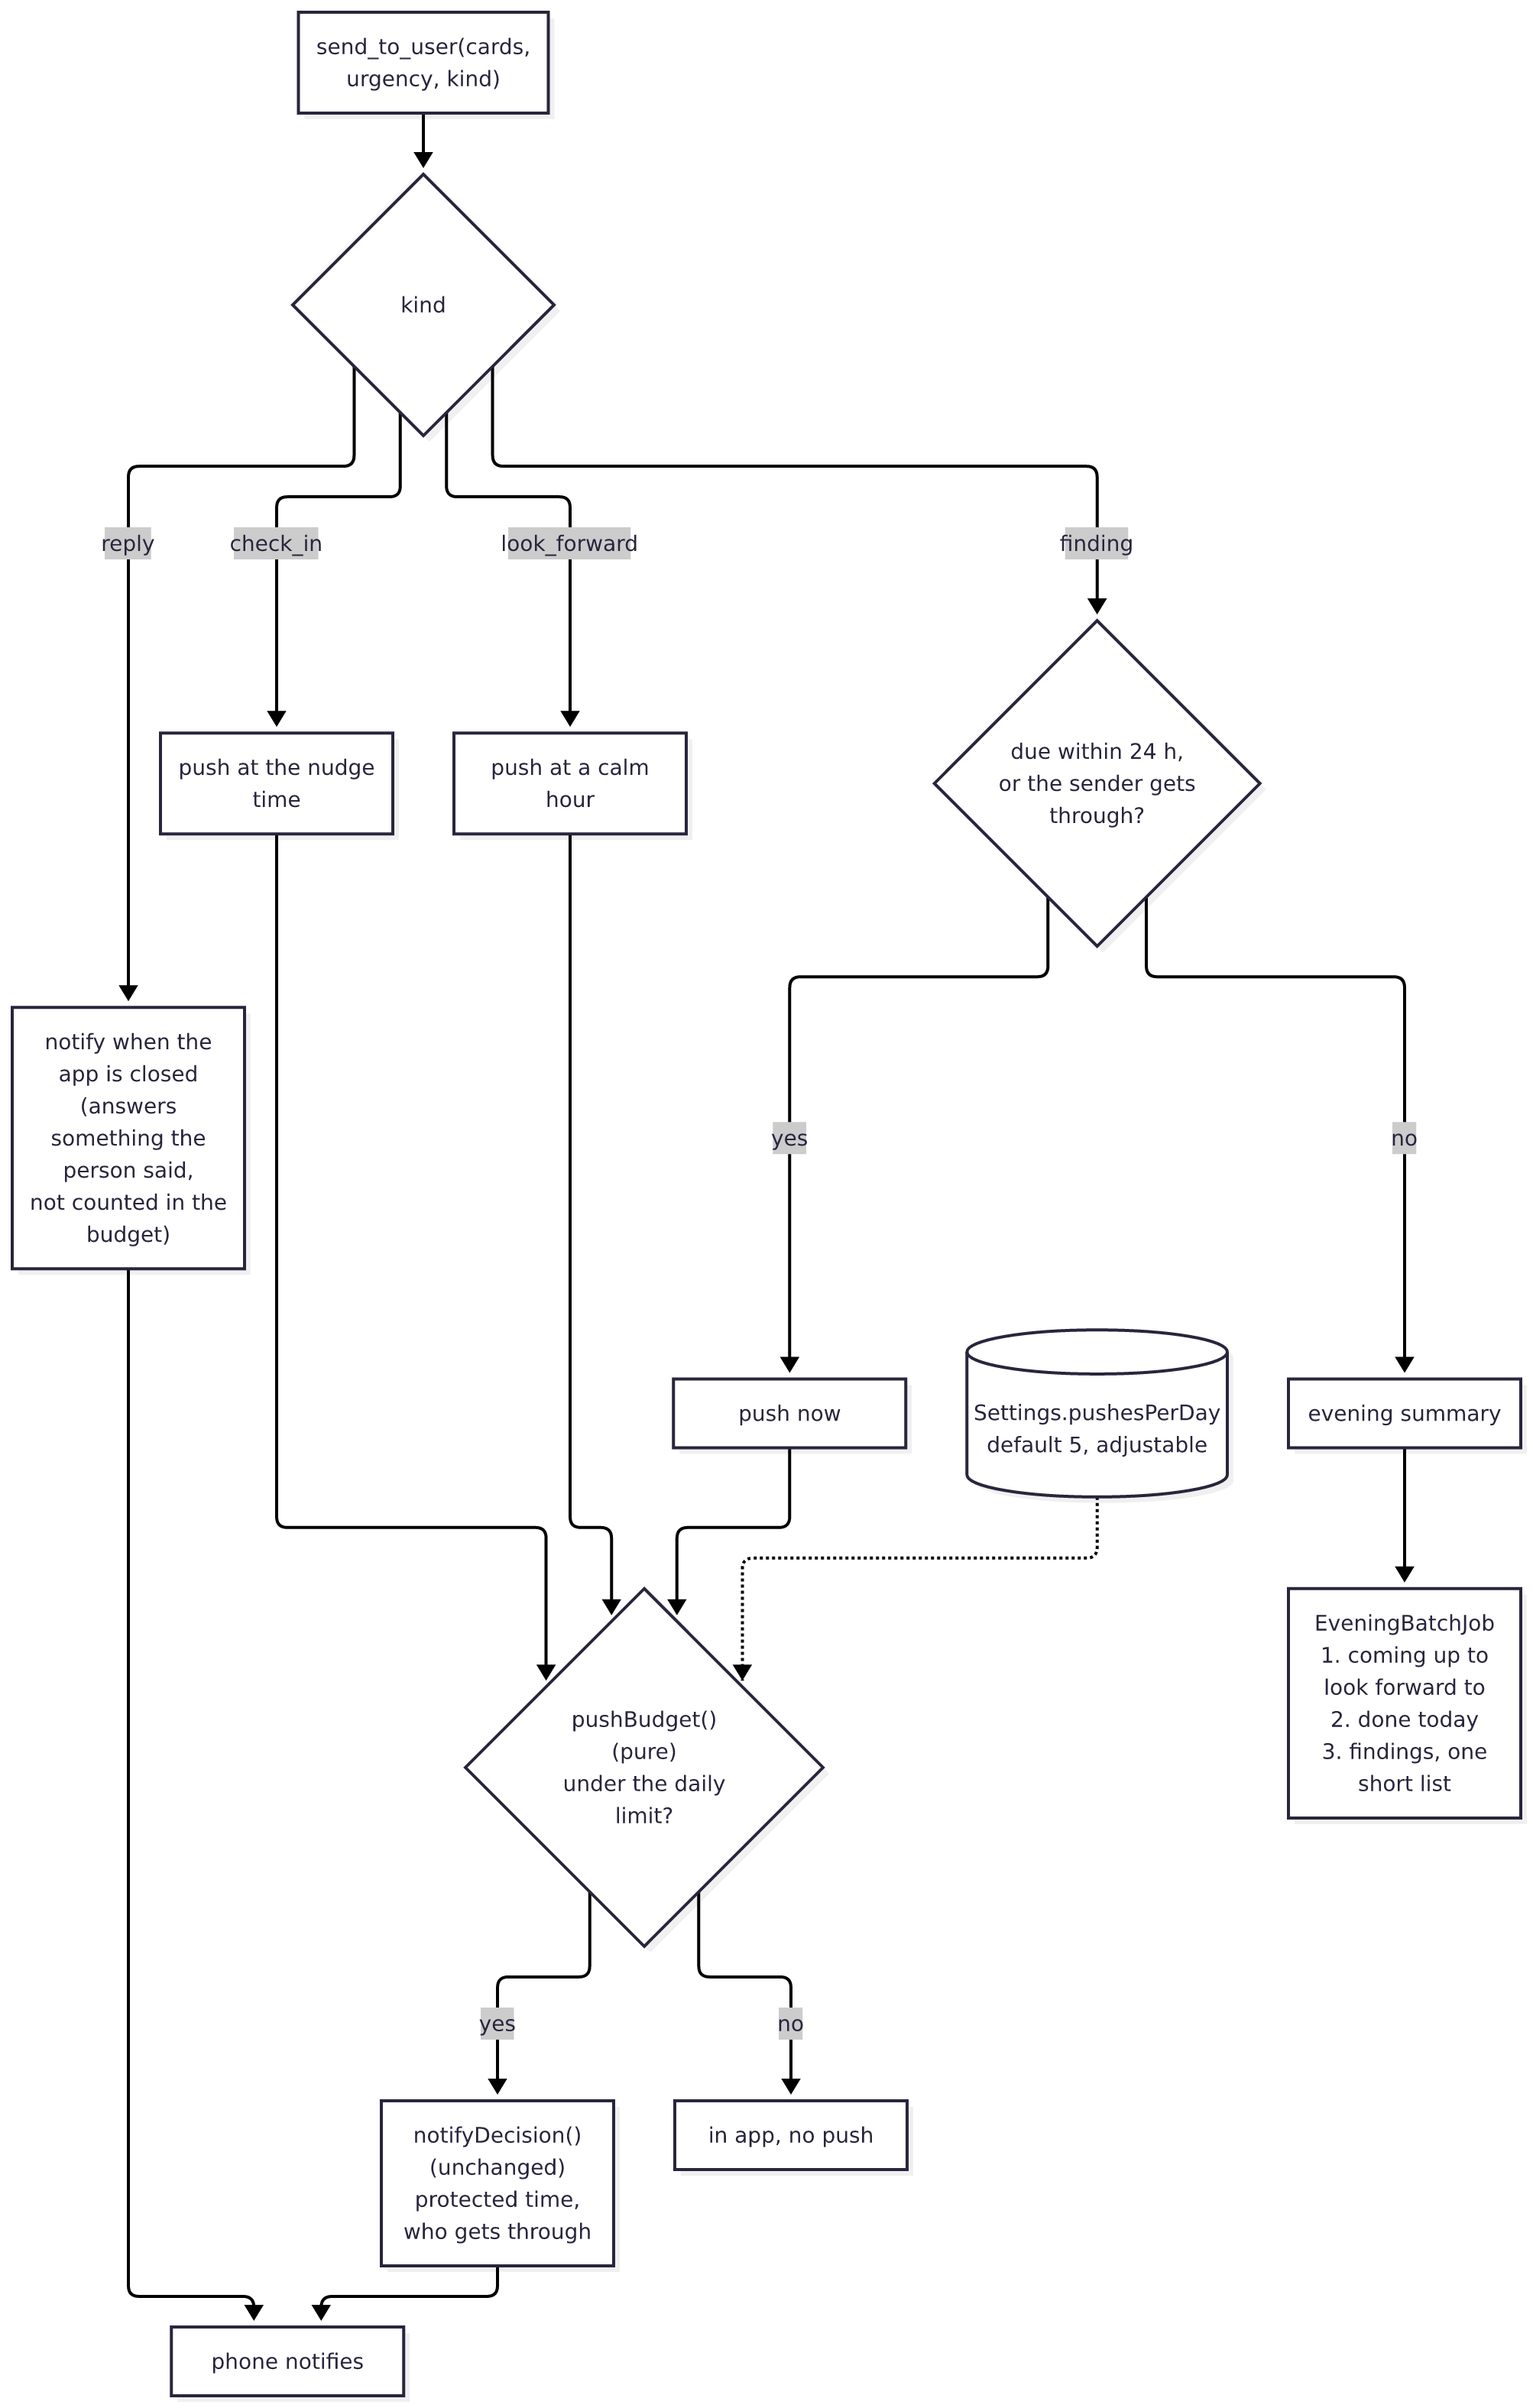 send_to_user(cards,
urgency, kind)
kind
reply
check_in
look_forward
finding
push at the nudge
time
push at a calm
hour
due within 24 h,
or the sender gets
through?
notify when the
app is closed
(answers
something the
person said,
not counted in the
budget)
yes
no
push now
Settings.pushesPerDay
default 5, adjustable
evening summary
EveningBatchJob
1. coming up to
look forward to
2. done today
3. findings, one
short list
pushBudget()
(pure)
under the daily
limit?
yes
no
notifyDecision()
(unchanged)
protected time,
who gets through
in app, no push
phone notifies